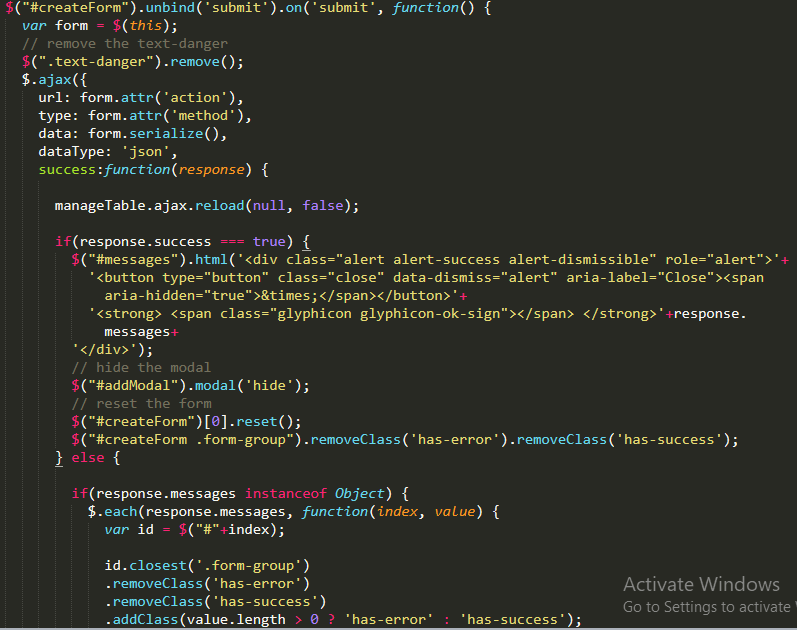 $("#createForm").unbind('submit').on('submit', function() {
var form = $(this);
// remove the text-danger
$(".text-danger").remove();
$.ajax({
url: form.attr('action'),
type: form.attr('method'),
data: form.serialize(),
dataType: 'json',
success:function(response) {
manageTable.ajax.reload(null, false);
if(response.success === true) {
$("#messages").html('<div class="alert alert-success alert-dismissible" role="alert">'+
'<button type="button" class="close" data-dismiss="alert" aria-label="Close"><span
aria-hidden="true">&times;</span></button>'+
'<strong> <span class="glyphicon glyphicon-ok-sign"></span> </strong>'+response.
messages+
'</div>');
// hide the modal
$("#addModal").modal('hide');
// reset the form
$("#createForm")[0].reset();
$("#createForm .form-group").removeClass('has-error').removeClass('has-success');
} else {
if(response.messages instanceof Object) {
$.each(response.messages, function(index, value) {
var id = $("#"+index);
id.closest('.form-group')
.removeClass('has-error')
.removeClass('has-success')
.addClass(value.length > 0 ? 'has-error' : 'has-success');
Activate Windows
Go to Settings to activate